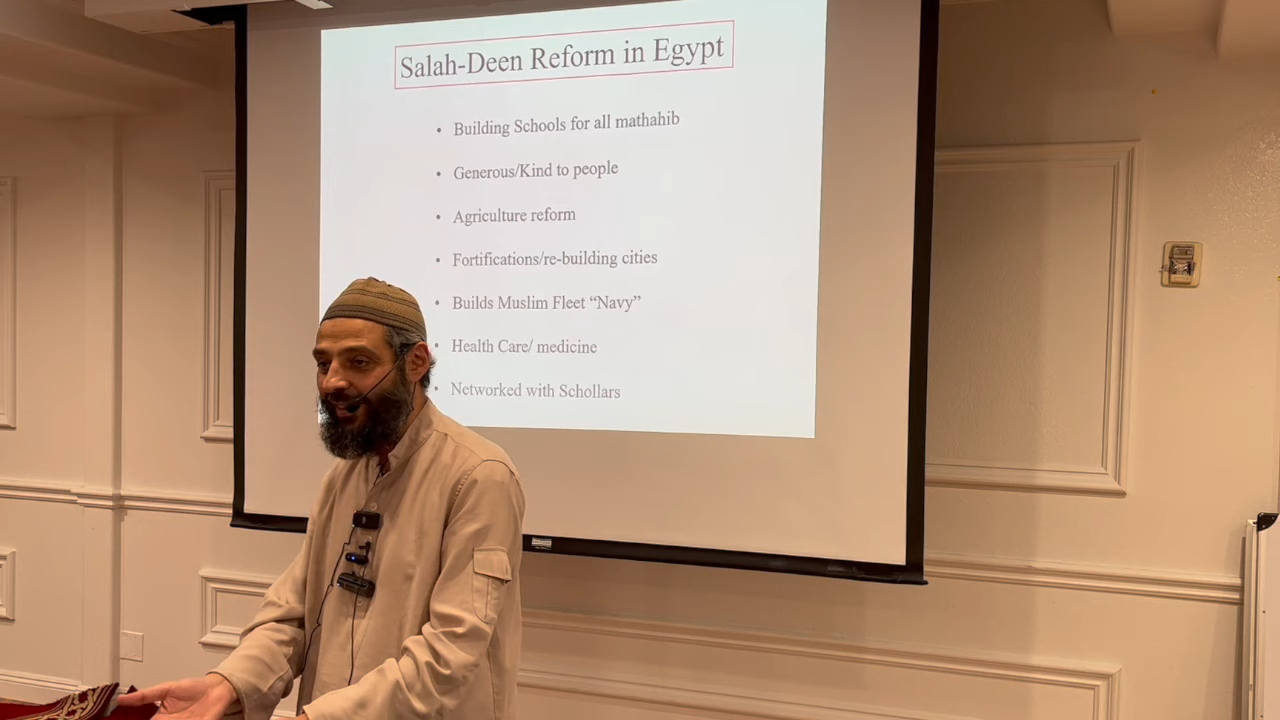 Salah-Deen Reform in Egypt
• Building Schools for all mathahib
• Generous/Kind to people
• Agriculture reform
• Fortifications/re-building cities
• Builds Muslim Fleet “Navy”
• Health Care/ medicine
• Networked with Schollars